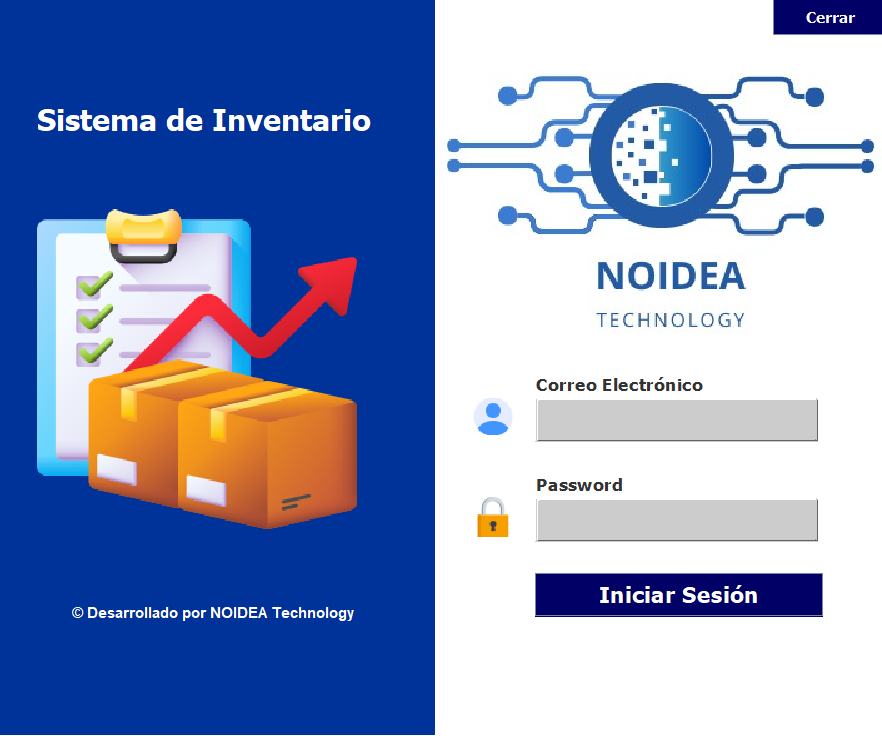 Cerrar
Sistema de Inventario
NOIDEA
TECHNOLOGY
Correo Electrónico
Password
Iniciar Sesión
© Desarrollado por NOIDEA Technology